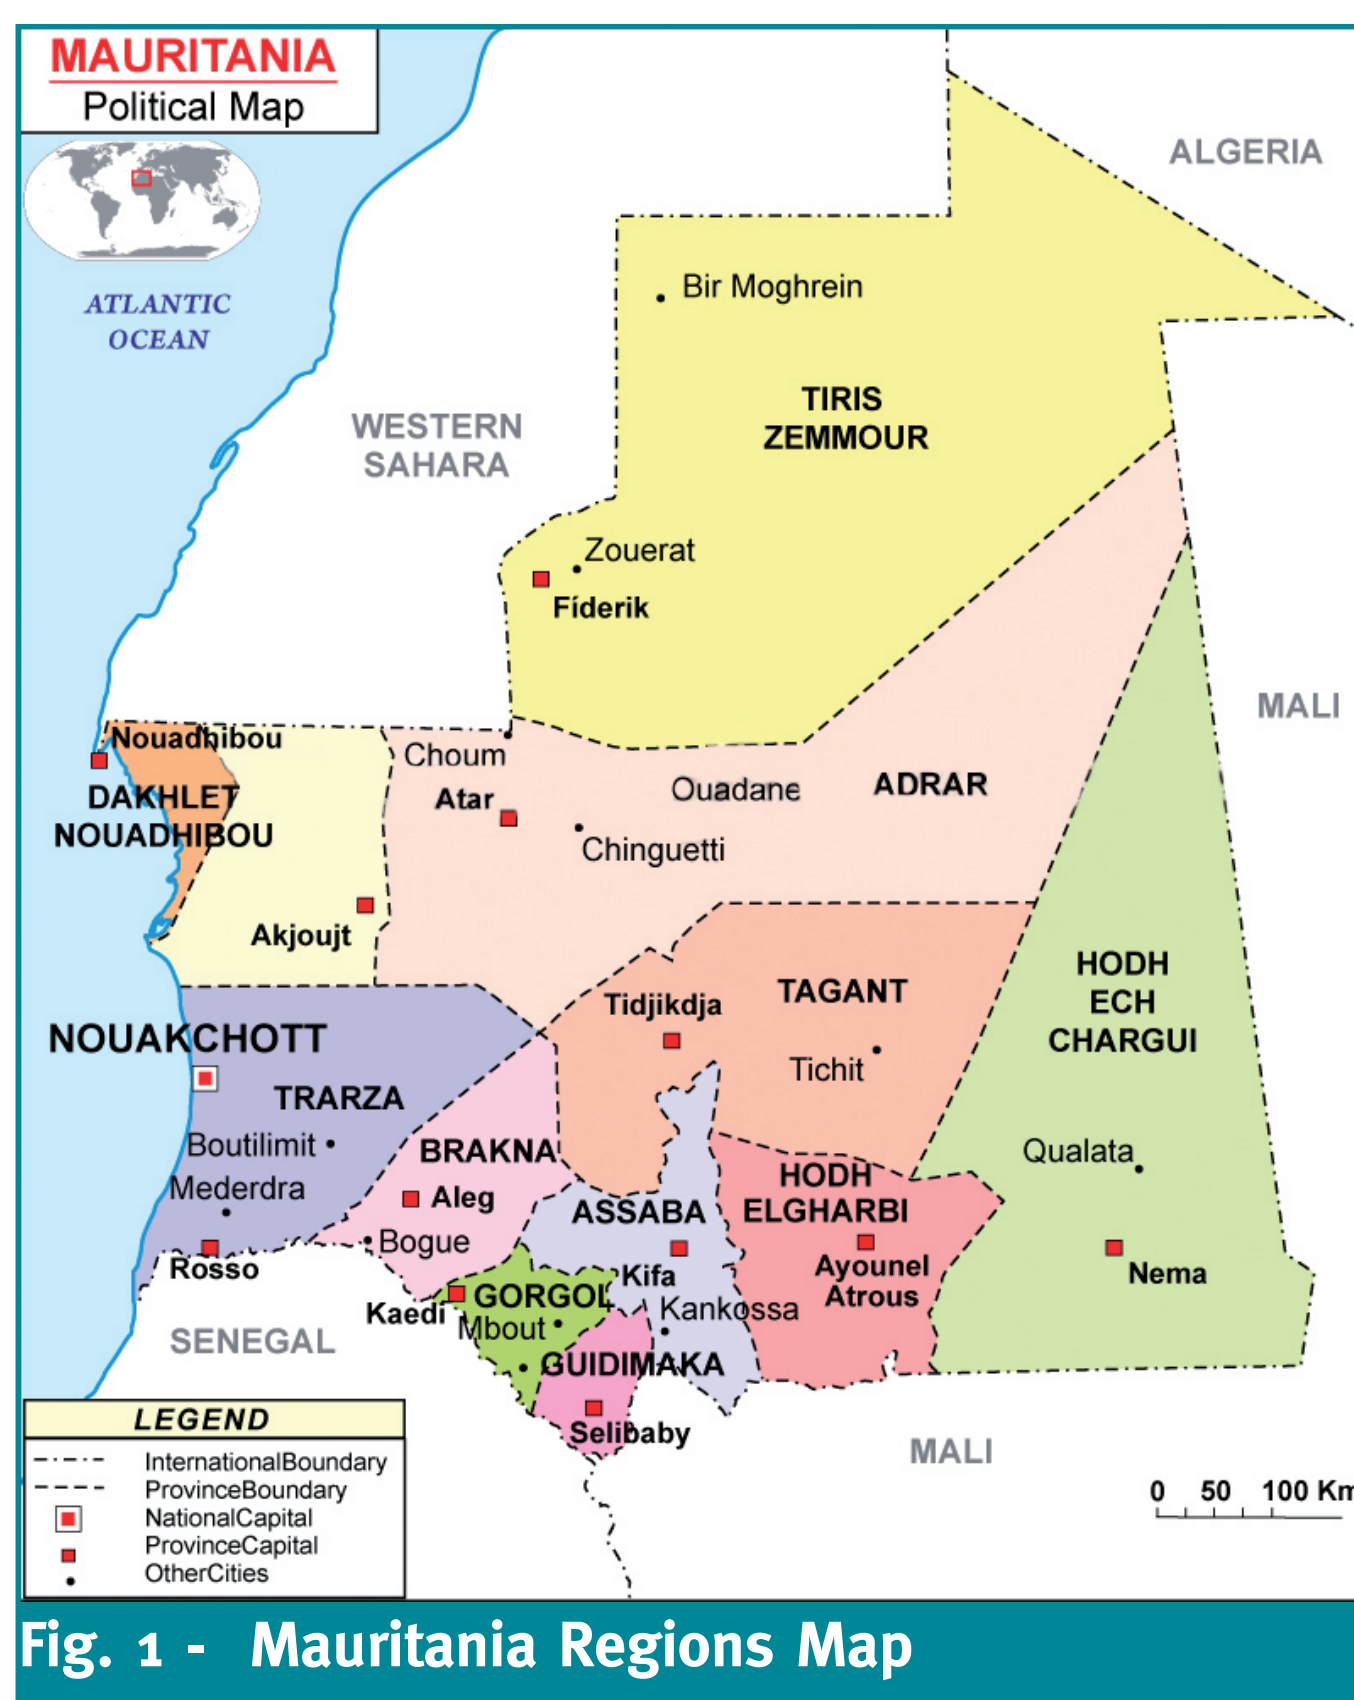 MAURITANIA
Political Map
ALGERIA
ATLANTIC
OCEAN
Bir Moghrein
TIRIS
ZEMMOUR
WESTERN
SAHARA
Zouerat
Fíderik
MALI
Nouadhibou
Choum
DAKHLET
NOUADHIBOU
Atar
Ouadane
ADRAR
Chinguetti
Akjoujt
HODH
ECH
CHARGUI
TAGANT
Tidjikdja
NOUAKCHOTT
Tichit
TRARZA
Boutilimit
BRAKNA
Qualata
Mederdra
Aleg
HODH
ELGHARBI
ASSABA
Bogue
Rosso
Kifa
Ayounel
Atrous
Nema
Kaedi
GORGOL
Mbout
Kankossa
SENEGAL
GUIDIMAKA
Selibaby
MALI
LEGEND
InternationalBoundary
ProvinceBoundary
NationalCapital
ProvinceCapital
OtherCities
0 50 100 Km
Fig. 1 - Mauritania Regions Map